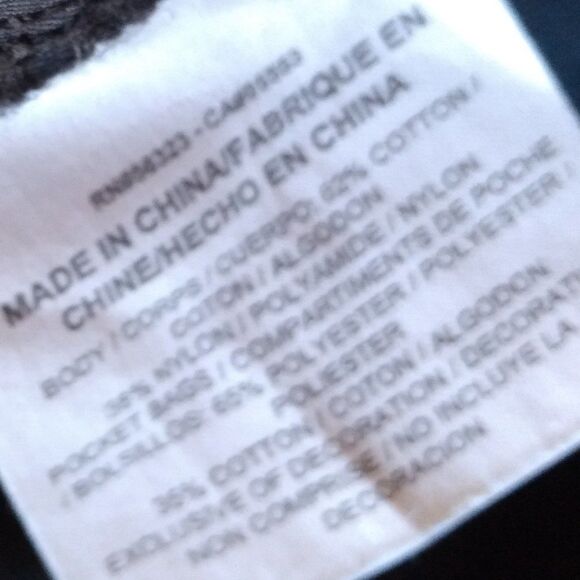 MADE IN CHINA/FABRIQUE EN
CHINE/HECHO EN CHINA
BODY / CORPS / CUERPO: 62% COTTON /
COTON / ALGODON
38% NYLON / POLYAMIDE / NYLON
POCKET BAGS / COMPARTIMENTS DE POCHE
/ BOLSILLOS: 65% POLYESTER / POLYESTER /
POLIESTER
35% COTTON / COTON / ALGODON.
EXCLUSIVE OF DECORATION / DECORATI
NON COMPRISE / NO INCLUYE LA
DECORACION